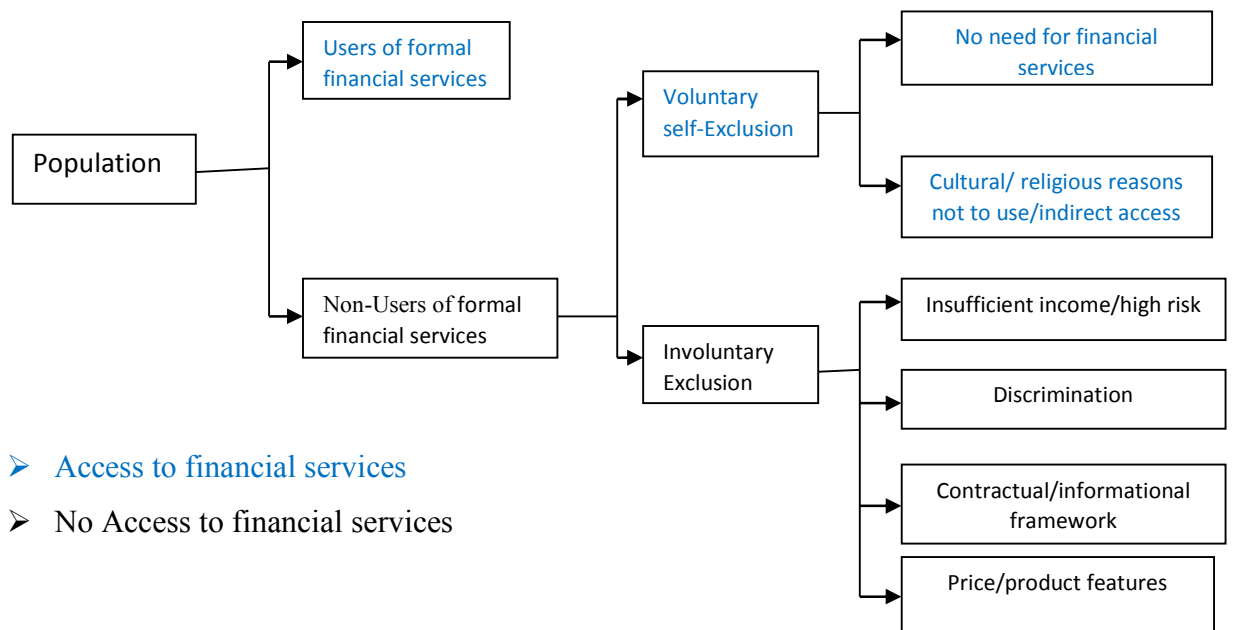 Population
Users of formal
financial services
Non-Users of formal
financial services
Voluntary
self-Exclusion
Involuntary
Exclusion
No need for financial
services
Cultural/ religious reasons
not to use/indirect access
Insufficient income/high risk
Discrimination
Contractual/informational
framework
Price/product features
Access to financial services
No Access to financial services